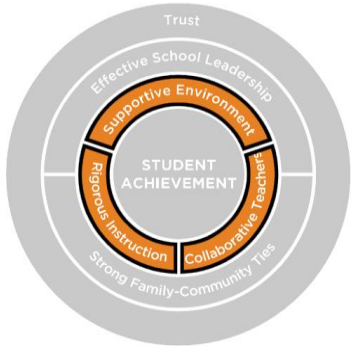 Trust
Effective School Leadership
Supportive Environment
STUDENT
ACHIEVEMENT
Rigorous Instruction
Collaborative Teachers
Strong Family-Community Ties